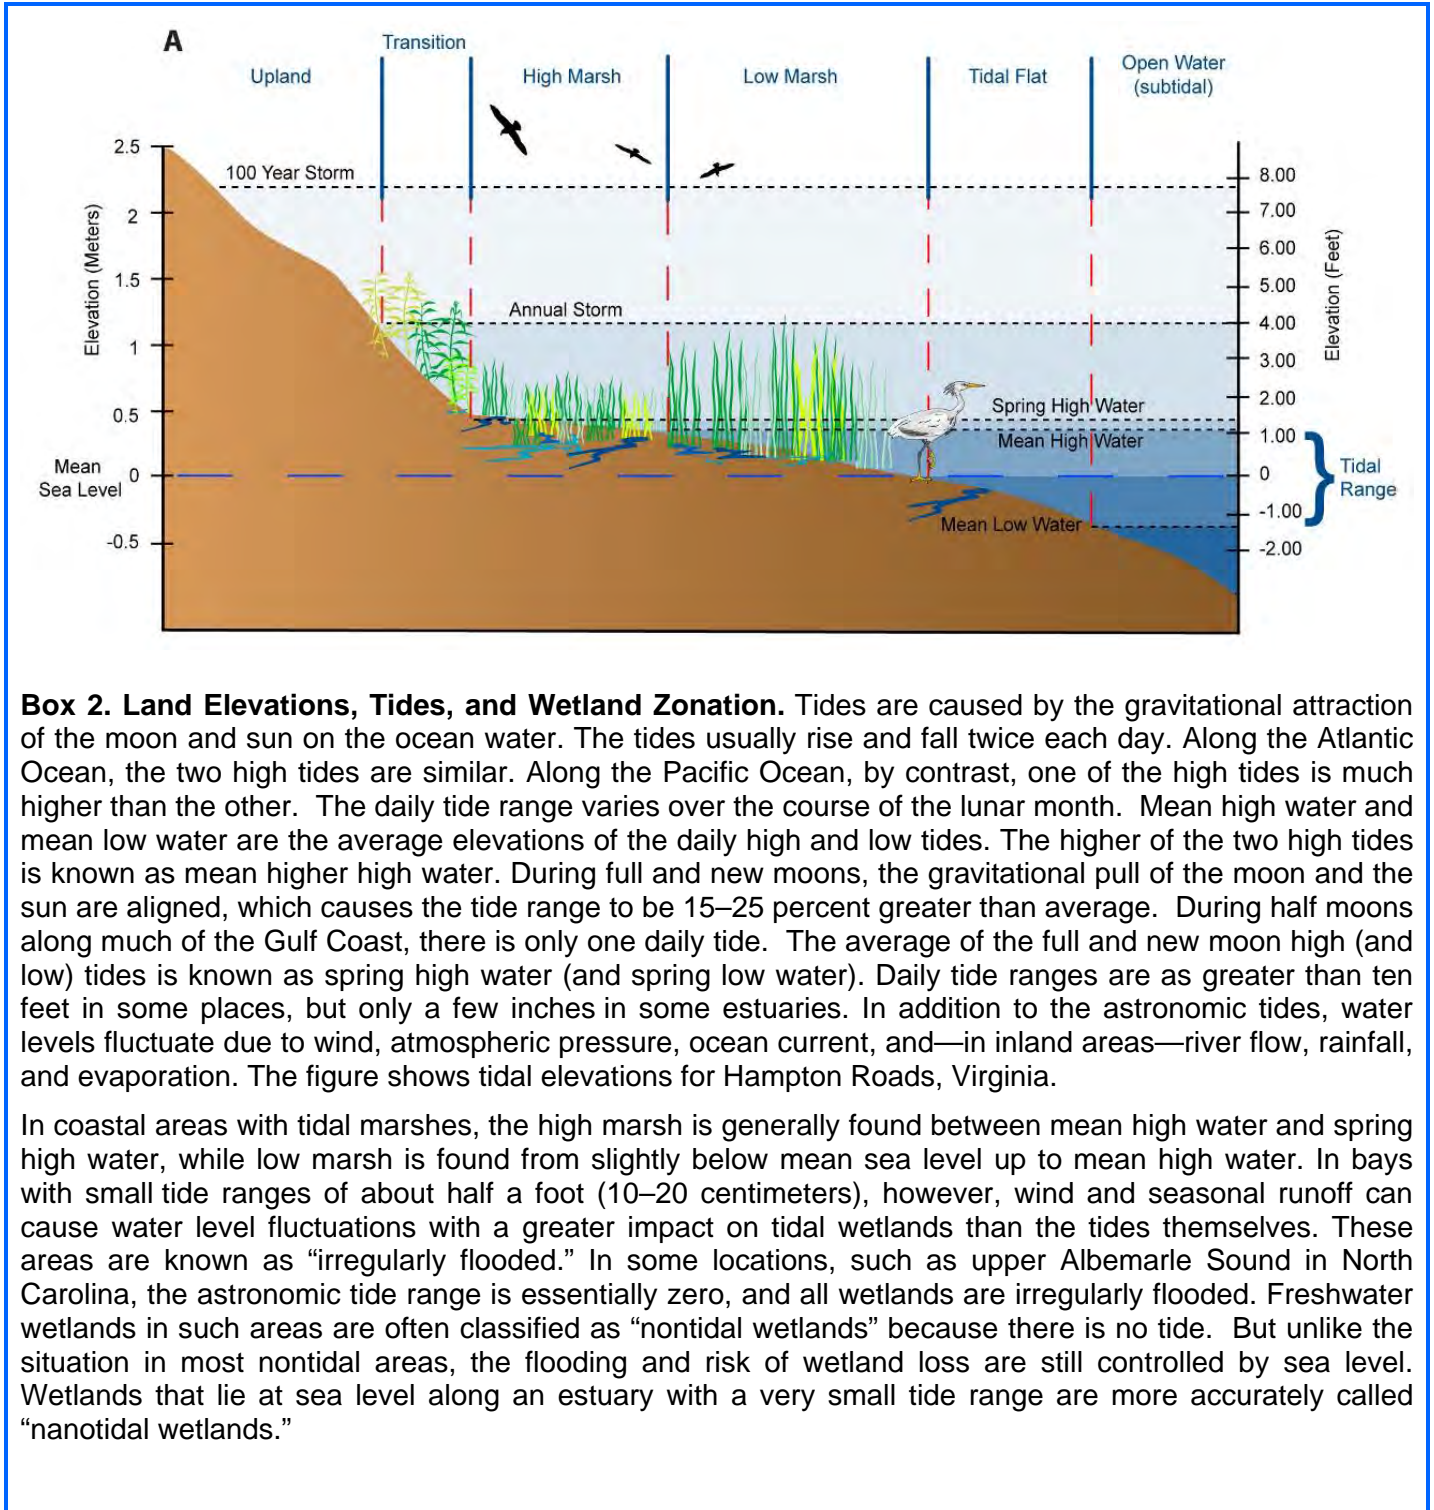 A
Transition
Upland
High Marsh
Low Marsh
Tidal Flat
Open Water
(subtidal)
2.5
100 Year Storm
8.00
2
7.00
6.00
1.5
5.00
Annual Storm
4.00
1
3.00
2.00
0.5
Spring High Water
Mean High Water
1.00
Mean
Sea Level
0
0
Tidal
Range
-1.00
Mean Low Water
-0.5
-2.00
Elevation (Meters)
Elevation (Feet)
Box 2. Land Elevations, Tides, and Wetland Zonation. Tides are caused by the gravitational attraction
of the moon and sun on the ocean water. The tides usually rise and fall twice each day. Along the Atlantic
Ocean, the two high tides are similar. Along the Pacific Ocean, by contrast, one of the high tides is much
higher than the other. The daily tide range varies over the course of the lunar month. Mean high water and
mean low water are the average elevations of the daily high and low tides. The higher of the two high tides
is known as mean higher high water. During full and new moons, the gravitational pull of the moon and the
sun are aligned, which causes the tide range to be 15–25 percent greater than average. During half moons
along much of the Gulf Coast, there is only one daily tide. The average of the full and new moon high (and
low) tides is known as spring high water (and spring low water). Daily tide ranges are as greater than ten
feet in some places, but only a few inches in some estuaries. In addition to the astronomic tides, water
levels fluctuate due to wind, atmospheric pressure, ocean current, and—in inland areas—river flow, rainfall,
and evaporation. The figure shows tidal elevations for Hampton Roads, Virginia.
In coastal areas with tidal marshes, the high marsh is generally found between mean high water and spring
high water, while low marsh is found from slightly below mean sea level up to mean high water. In bays
with small tide ranges of about half a foot (10–20 centimeters), however, wind and seasonal runoff can
cause water level fluctuations with a greater impact on tidal wetlands than the tides themselves. These
areas are known as “irregularly flooded.” In some locations, such as upper Albemarle Sound in North
Carolina, the astronomic tide range is essentially zero, and all wetlands are irregularly flooded. Freshwater
wetlands in such areas are often classified as “nontidal wetlands” because there is no tide. But unlike the
situation in most nontidal areas, the flooding and risk of wetland loss are still controlled by sea level.
Wetlands that lie at sea level along an estuary with a very small tide range are more accurately called
“nanotidal wetlands.”